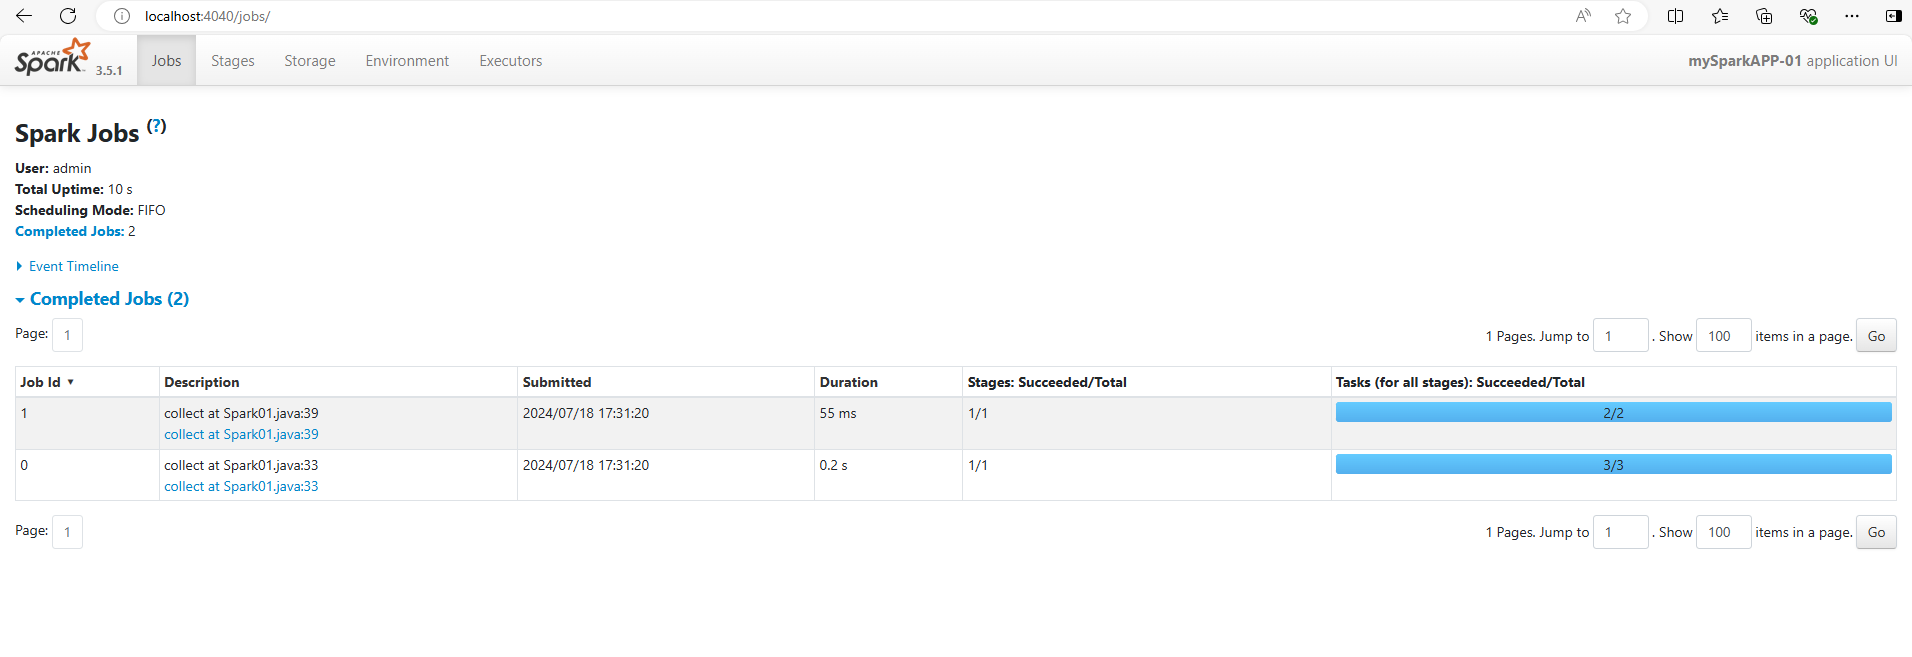 localhost:4040/jobs/
APACHE Spark 3.5.1 Jobs Stages Storage Environment Executors mySparkAPP-01 application UI
Spark Jobs (?)
User: admin
Total Uptime: 10 s
Scheduling Mode: FIFO
Completed Jobs: 2
Event Timeline
Completed Jobs (2)
Page: 1 1 Pages. Jump to 1 . Show 100 items in a page. Go
Job Id ▾ Description Submitted Duration Stages: Succeeded/Total Tasks (for all stages): Succeeded/Total
1 collect at Spark01.java:39 2024/07/18 17:31:20 55 ms 1/1 2/2
collect at Spark01.java:39
0 collect at Spark01.java:33 2024/07/18 17:31:20 0.2 s 1/1 3/3
collect at Spark01.java:33
Page: 1 1 Pages. Jump to 1 . Show 100 items in a page. Go